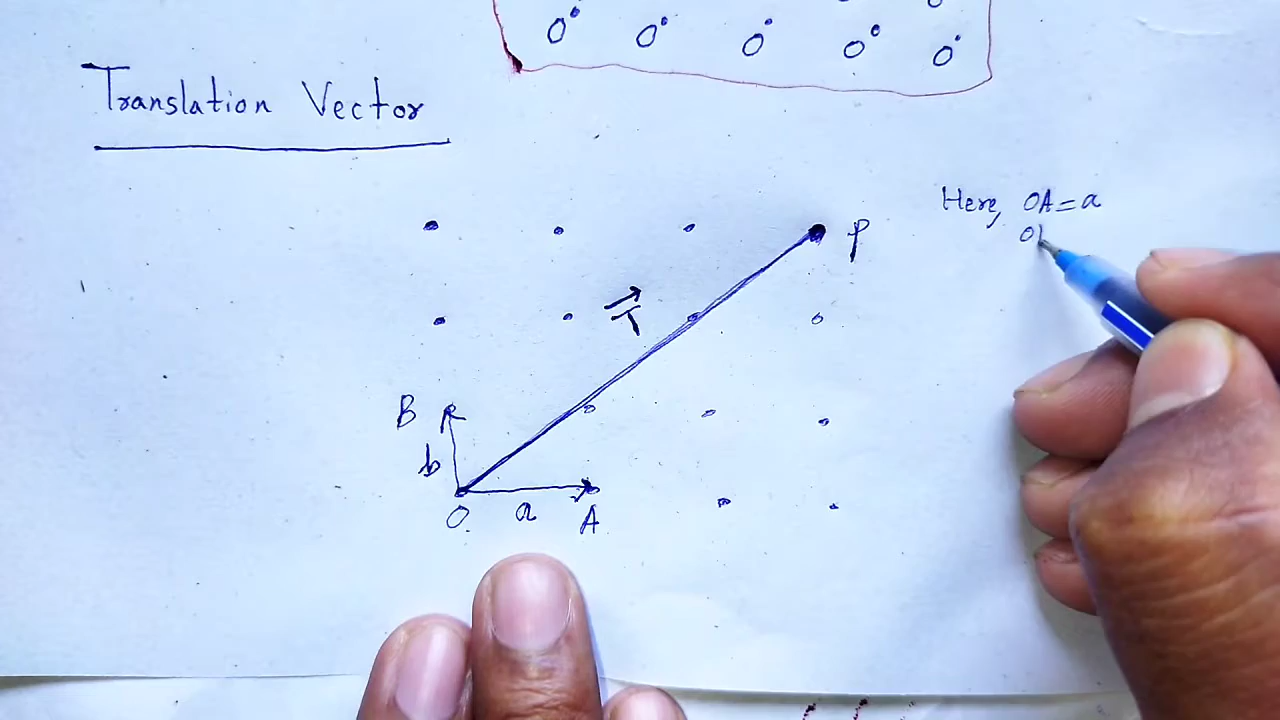 Translation Vector
Here, OA = a
O
P
T
B
b
O
a
A